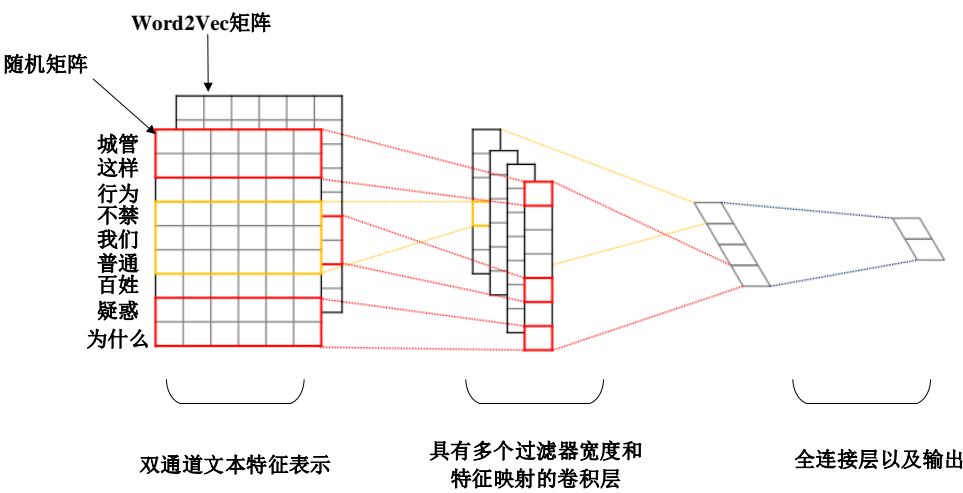 Word2Vec矩阵
随机矩阵
城管
这样
行为
不禁
我们
普通
百姓
疑惑
为什么
双通道文本特征表示
具有多个过滤器宽度和
特征映射的卷积层
全连接层以及输出